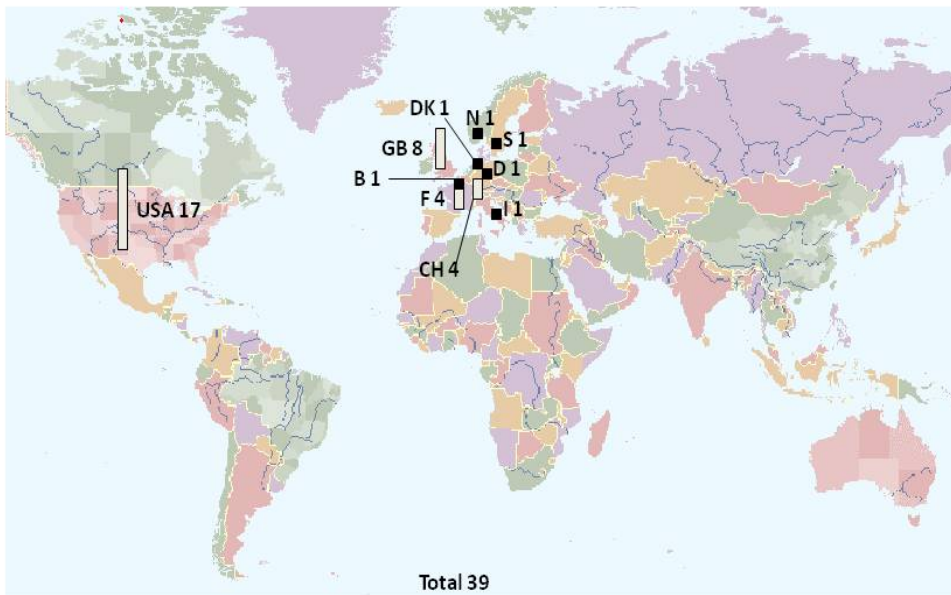 DK 1
N 1
S 1
GB 8
D 1
B 1
F 4
I 1
USA 17
CH 4
Total 39